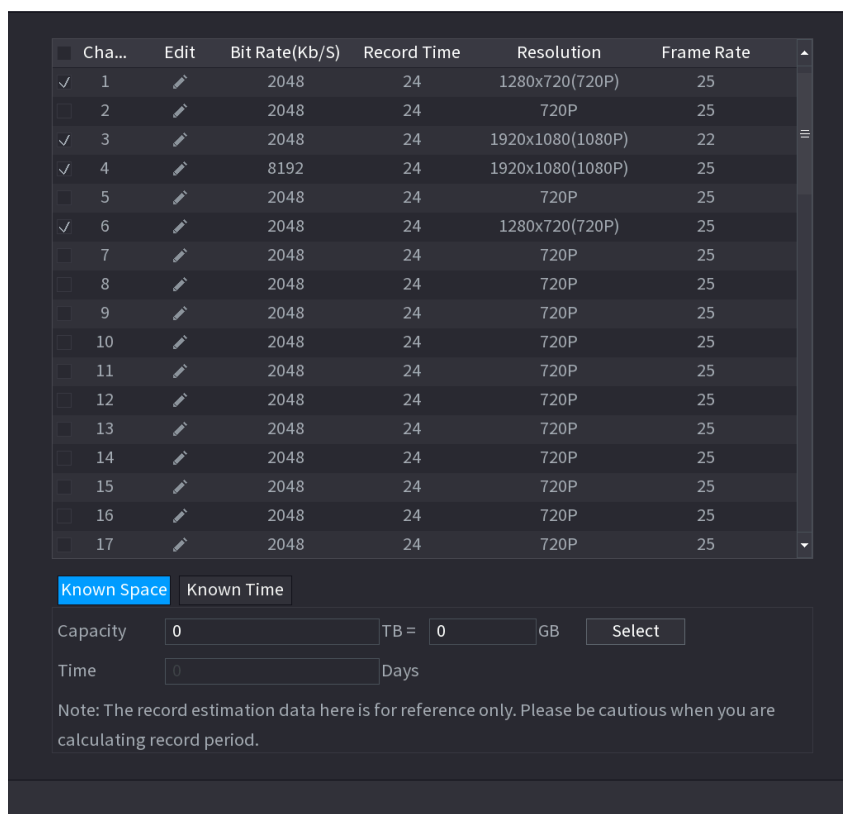 Cha... Edit Bit Rate(Kb/S) Record Time Resolution Frame Rate
1 2048 24 1280x720(720P) 25
2 2048 24 720P 25
3 2048 24 1920x1080(1080P) 22
4 8192 24 1920x1080(1080P) 25
5 2048 24 720P 25
6 2048 24 1280x720(720P) 25
7 2048 24 720P 25
8 2048 24 720P 25
9 2048 24 720P 25
10 2048 24 720P 25
11 2048 24 720P 25
12 2048 24 720P 25
13 2048 24 720P 25
14 2048 24 720P 25
15 2048 24 720P 25
16 2048 24 720P 25
17 2048 24 720P 25
Known Space Known Time
Capacity 0 TB = 0 GB Select
Time 0 Days
Note: The record estimation data here is for reference only. Please be cautious when you are
calculating record period.